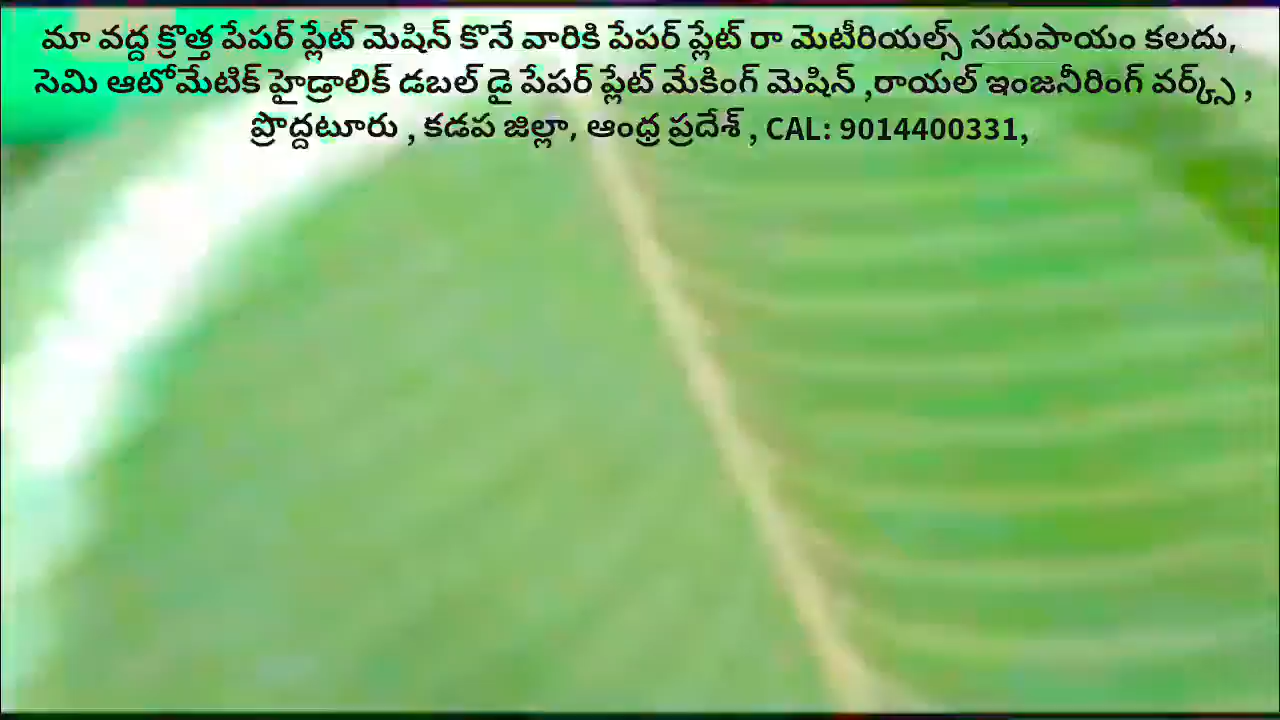 మా వద్ద క్రొత్త పేపర్ ప్లేట్ మెషిన్ కొనే వారికి పేపర్ ప్లేట్ రా మెటీరియల్స్ సదుపాయం కలదు,
సెమి ఆటోమేటిక్ హైడ్రాలిక్ డబల్ డై పేపర్ ప్లేట్ మేకింగ్ మెషిన్ ,రాయల్ ఇంజనీరింగ్ వర్క్స్ ,
ప్రొద్దటూరు , కడప జిల్లా, ఆంధ్ర ప్రదేశ్ , CAL: 9014400331,